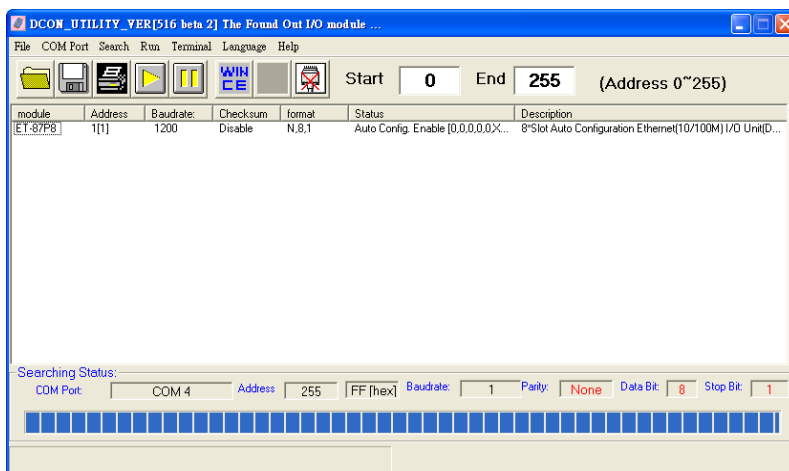 DCON_UTILITY_VER[516 beta 2] The Found Out I/O module ...
File COM Port Search Run Terminal Language Help
WIN CE Start 0 End 255 (Address 0~255)
module Address Baudrate: Checksum format Status Description
ET-87P8 1[1] 1200 Disable N,8,1 Auto Config. Enable [0,0,0,0,0,X... 8*Slot Auto Configuration Ethernet(10/100M) I/O Unit(D...
Searching Status:
COM Port: COM 4 Address 255 FF [hex] Baudrate: 1 Parity: None Data Bit: 8 Stop Bit: 1